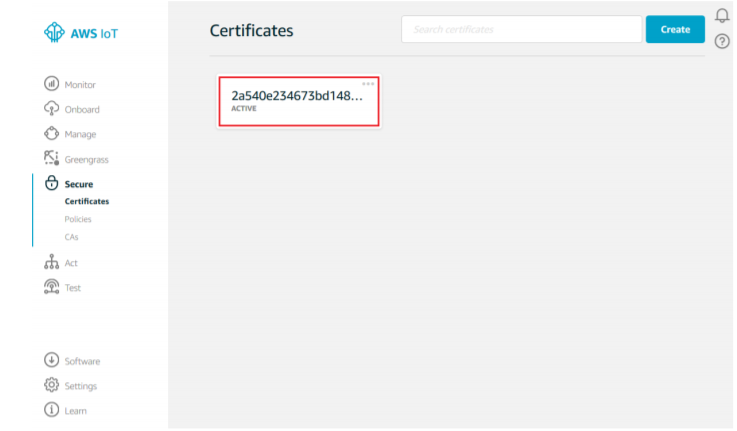 AWS IoT
Monitor
Onboard
Manage
Greengrass
Secure
Certificates
Policies
CAs
Act
Test
Software
Settings
Learn
Certificates
Search certificates
Create
2a540e234673bd148...
ACTIVE